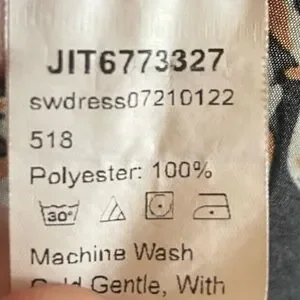 JIT6773327
swdress07210122
518
Polyester: 100%
30°
Machine Wash
Cold Gentle, With